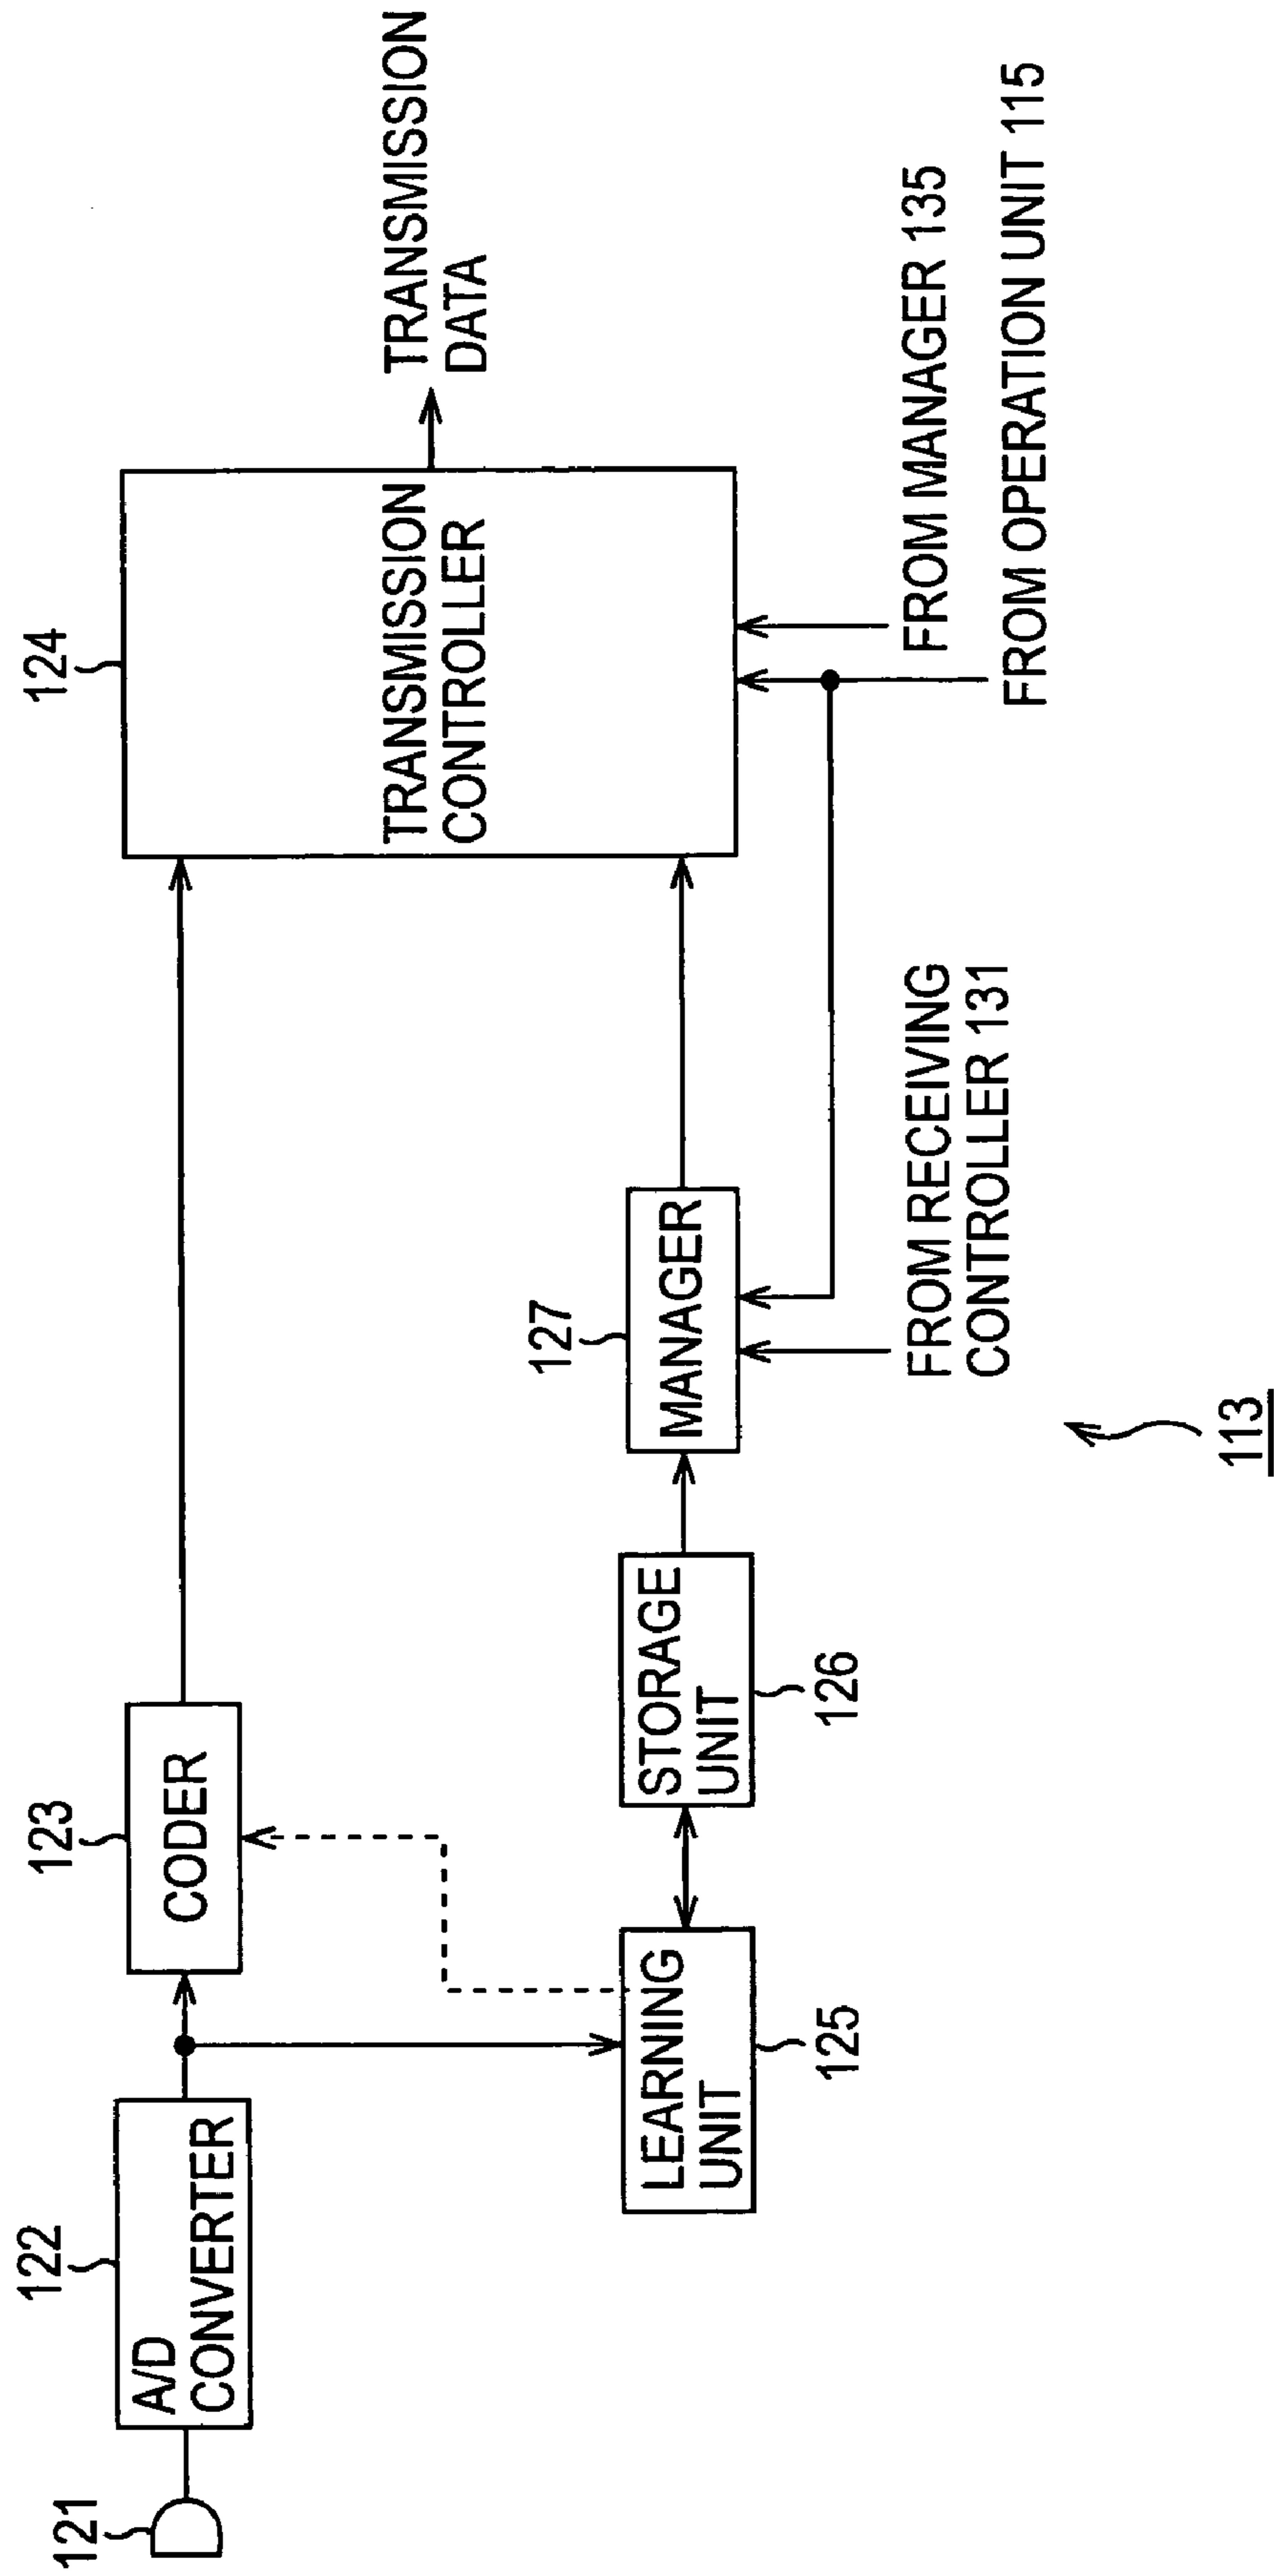 121
122
A/D
CONVERTER
123
CODER
124
TRANSMISSION
CONTROLLER
TRANSMISSION
DATA
LEARNING
UNIT
125
STORAGE
UNIT
126
127
MANAGER
FROM RECEIVING
CONTROLLER 131
FROM MANAGER 135
FROM OPERATION UNIT 115
113